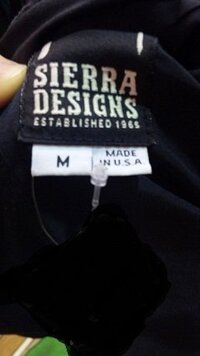 SIERRA
DESIGNS
ESTABLISHED 1965
M
MADE
IN U.S.A